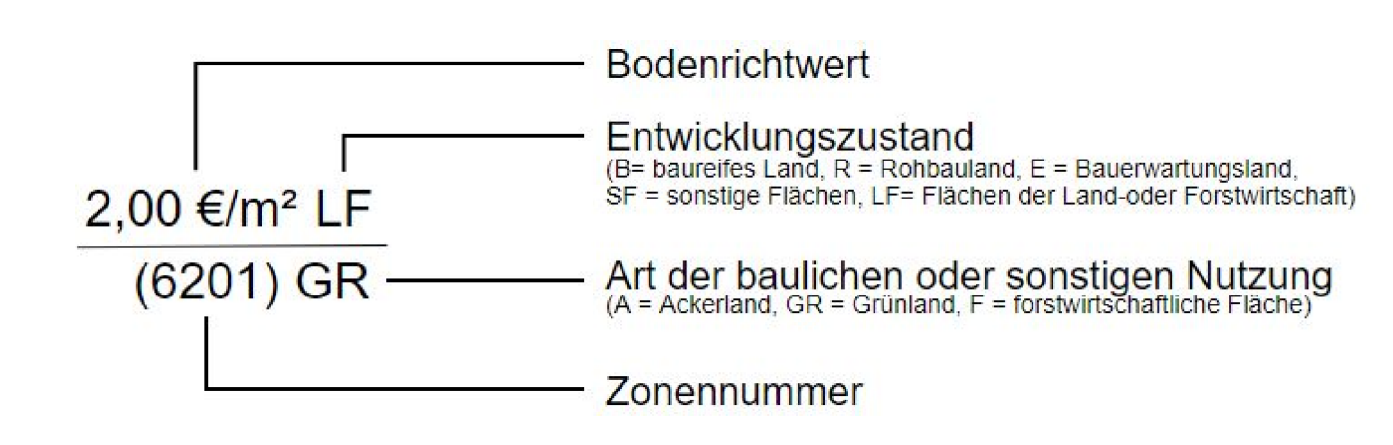 Bodenrichtwert
Entwicklungszustand
(B= baureifes Land, R = Rohbauland, E = Bauerwartungsland,
SF = sonstige Flächen, LF= Flächen der Land-oder Forstwirtschaft)
2,00 €/m² LF
(6201) GR
Art der baulichen oder sonstigen Nutzung
(A = Ackerland, GR = Grünland, F = forstwirtschaftliche Fläche)
Zonennummer